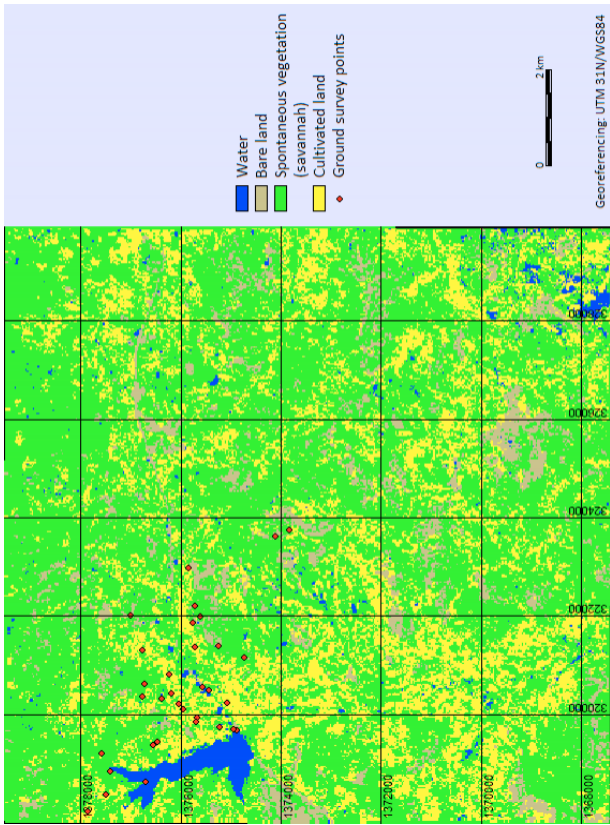 Water
Bare land
Spontaneous vegetation
(savannah)
Cultivated land
Ground survey points
0
2 km
Georeferencing: UTM 31N/WGS84
1378000
1376000
1374000
1372000
1370000
1368000
320000
322000
324000
326000
328000